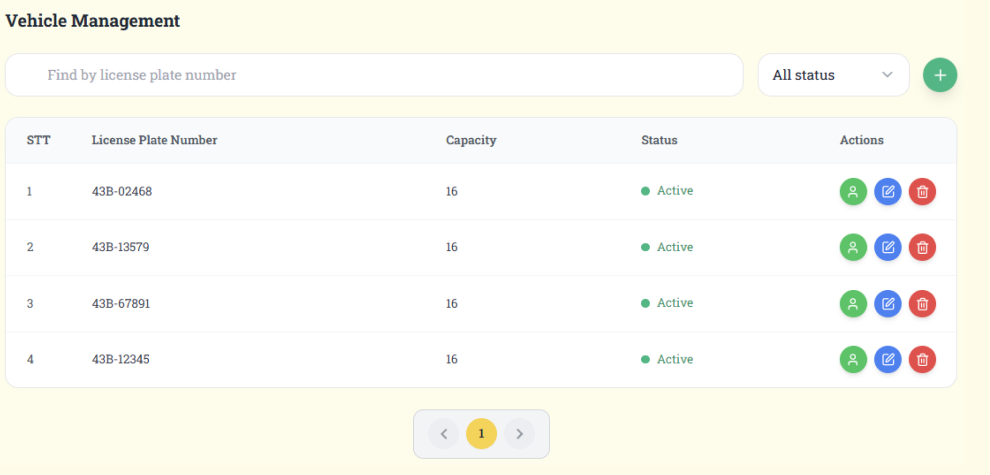 Vehicle Management
Find by license plate number All status +
STT License Plate Number Capacity Status Actions
1 43B-02468 16 Active
2 43B-13579 16 Active
3 43B-67891 16 Active
4 43B-12345 16 Active
1